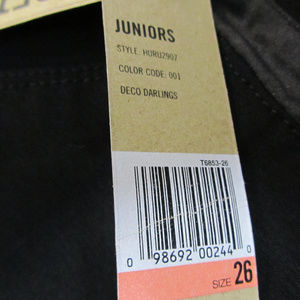 JUNIORS
STYLE: HURU2907
COLOR CODE: 001
DECO DARLINGS
T6853-26
0 98692 00244 0
SIZE 26